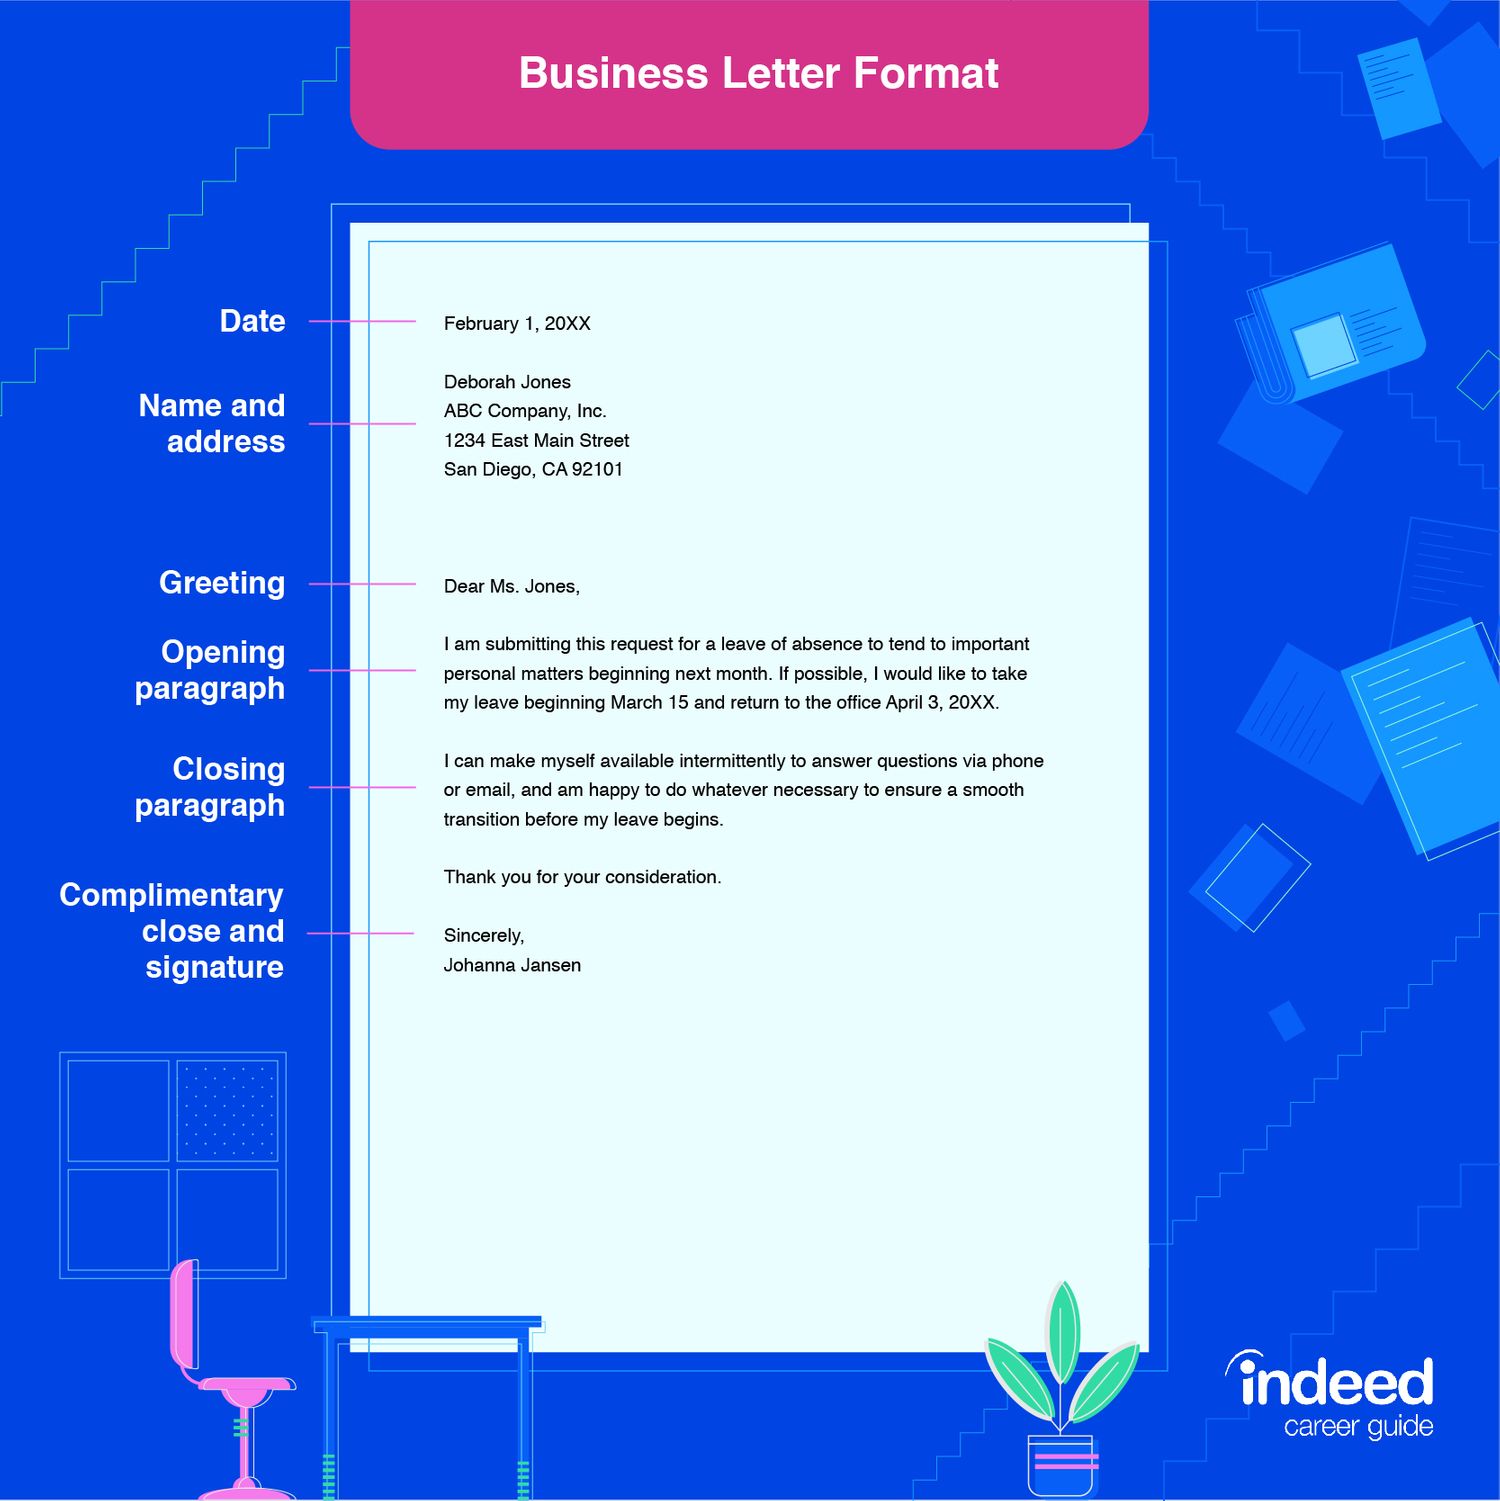 Business Letter Format
Date
February 1, 20XX
Name and
address
Deborah Jones
ABC Company, Inc.
1234 East Main Street
San Diego, CA 92101
Greeting
Dear Ms. Jones,
Opening
paragraph
I am submitting this request for a leave of absence to tend to important
personal matters beginning next month. If possible, I would like to take
my leave beginning March 15 and return to the office April 3, 20XX.
Closing
paragraph
I can make myself available intermittently to answer questions via phone
or email, and am happy to do whatever necessary to ensure a smooth
transition before my leave begins.
Thank you for your consideration.
Complimentary
close and
signature
Sincerely,
Johanna Jansen
indeed
career guide